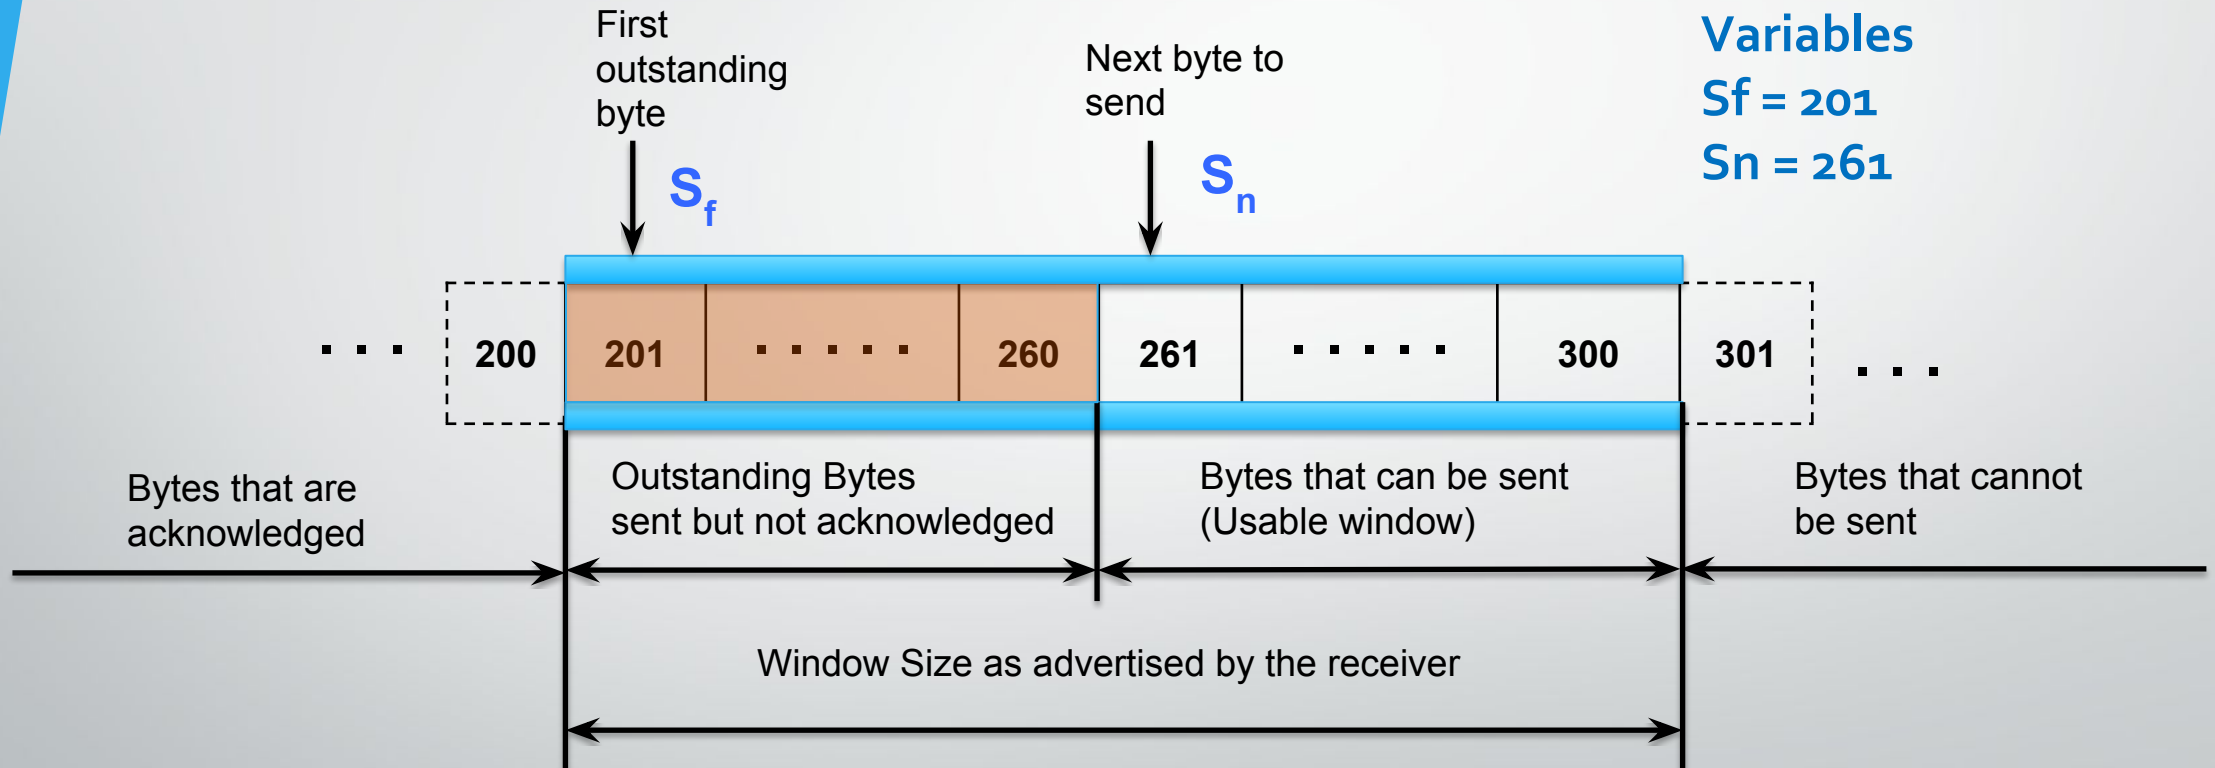 First
outstanding
byte
Next byte to
send
Variables
Sf = 201
Sn = 261
Sf
Sn
. . . 200 201 . . . . . 260 261 . . . . . 300 301 . . .
Bytes that are
acknowledged
Outstanding Bytes
sent but not acknowledged
Bytes that can be sent
(Usable window)
Bytes that cannot
be sent
Window Size as advertised by the receiver